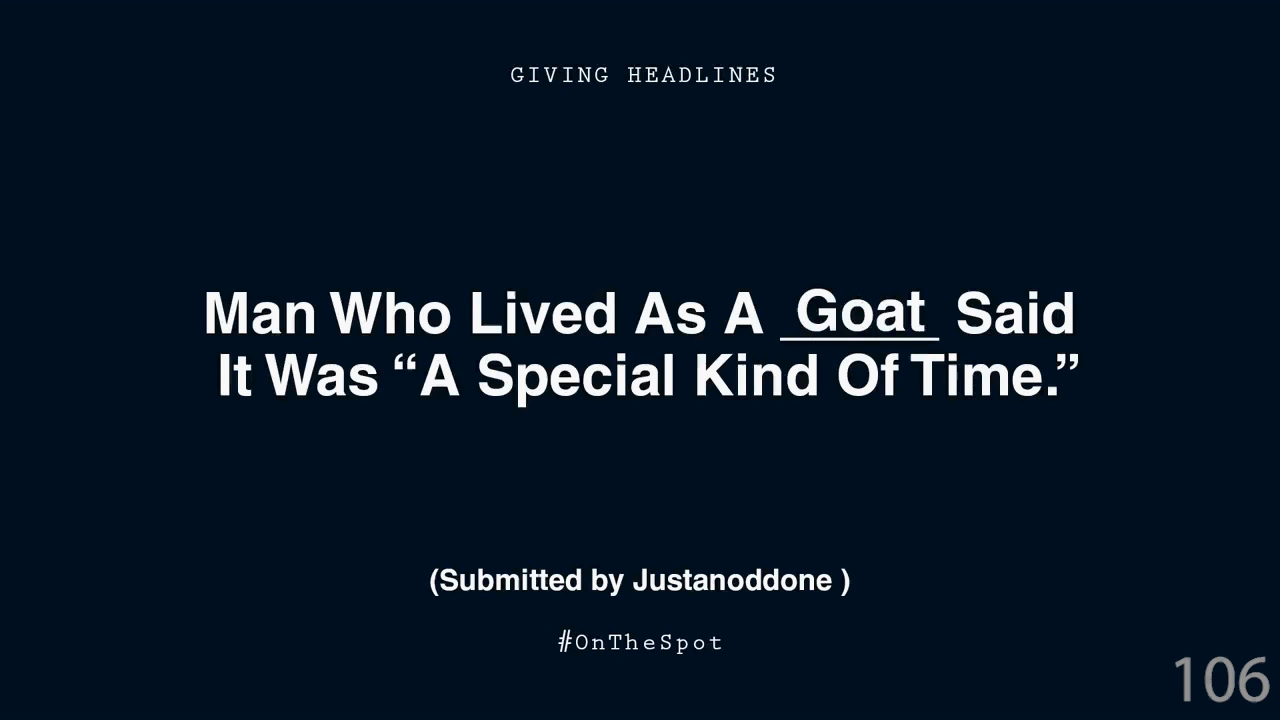 GIVING HEADLINES
Man Who Lived As A Goat Said
It Was “A Special Kind Of Time.”
(Submitted by Justanoddone )
#OnTheSpot
106